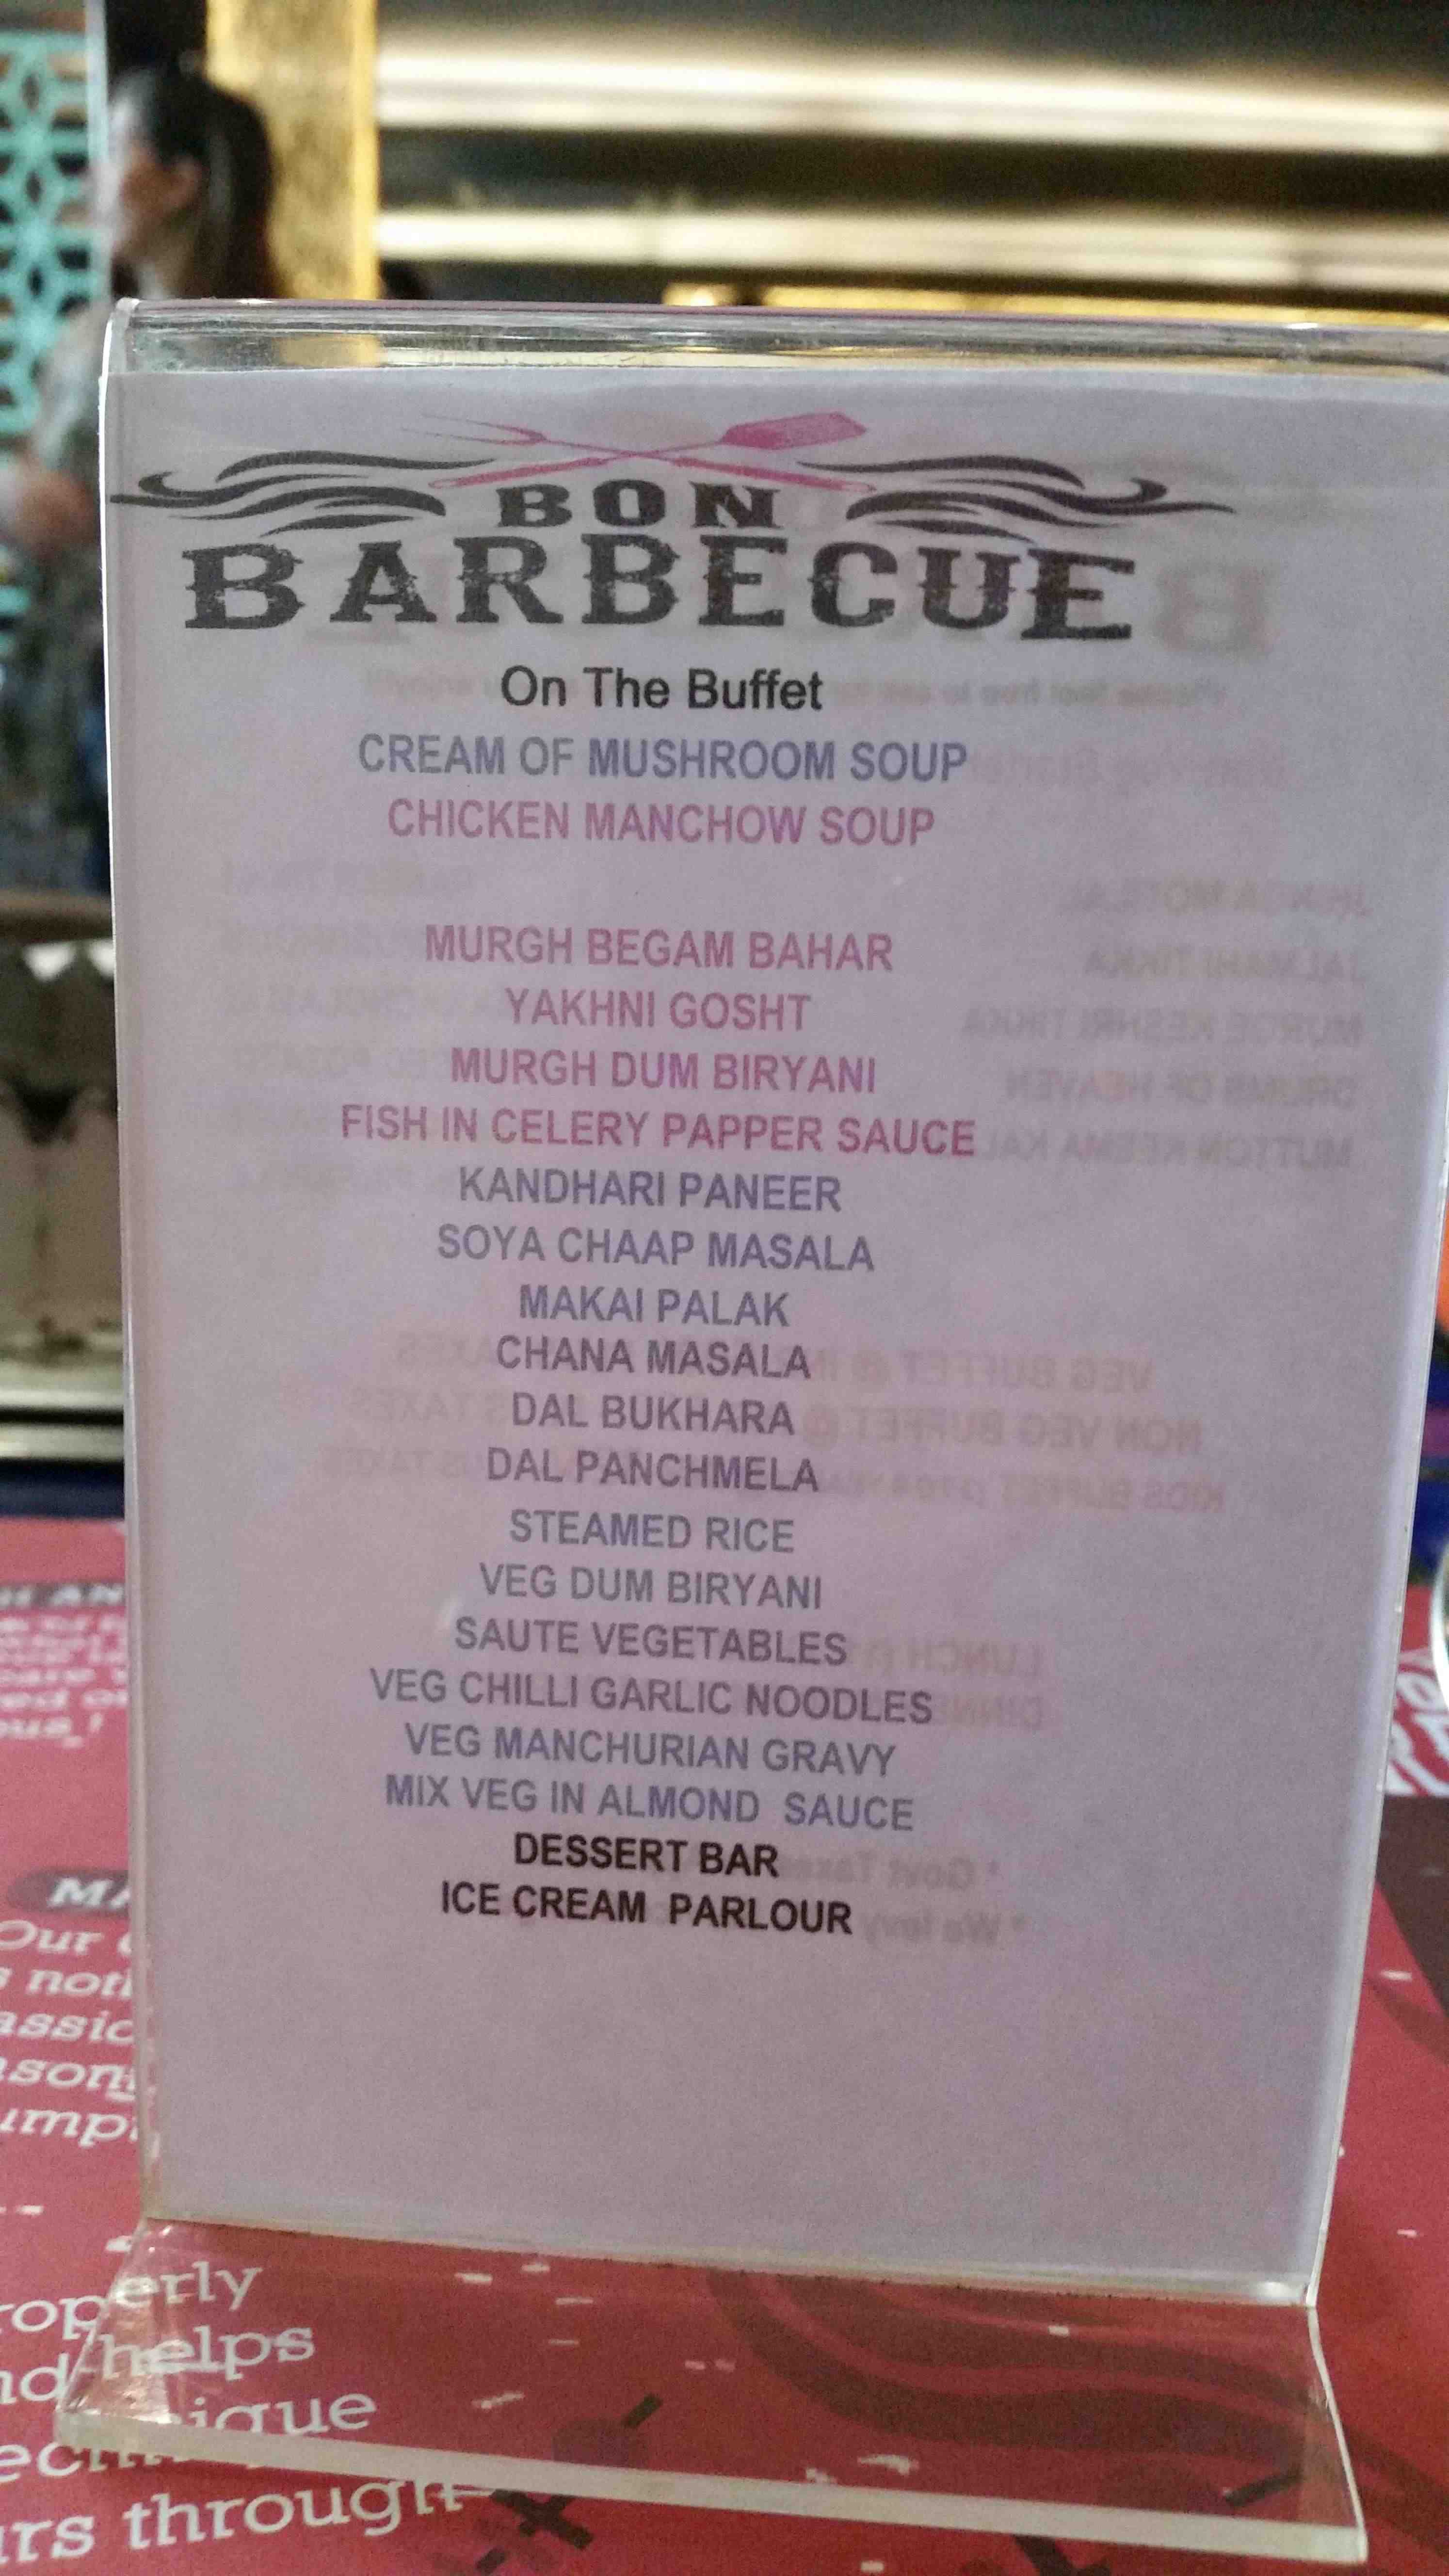 BON
BARBECUE
On The Buffet
CREAM OF MUSHROOM SOUP
CHICKEN MANCHOW SOUP
MURGH BEGAM BAHAR
YAKHNI GOSHT
MURGH DUM BIRYANI
FISH IN CELERY PAPPER SAUCE
KANDHARI PANEER
SOYA CHAAP MASALA
MAKAI PALAK
CHANA MASALA
DAL BUKHARA
DAL PANCHMELA
STEAMED RICE
VEG DUM BIRYANI
SAUTE VEGETABLES
VEG CHILLI GARLIC NOODLES
VEG MANCHURIAN GRAVY
MIX VEG IN ALMOND SAUCE
DESSERT BAR
ICE CREAM PARLOUR
Our
helps
through